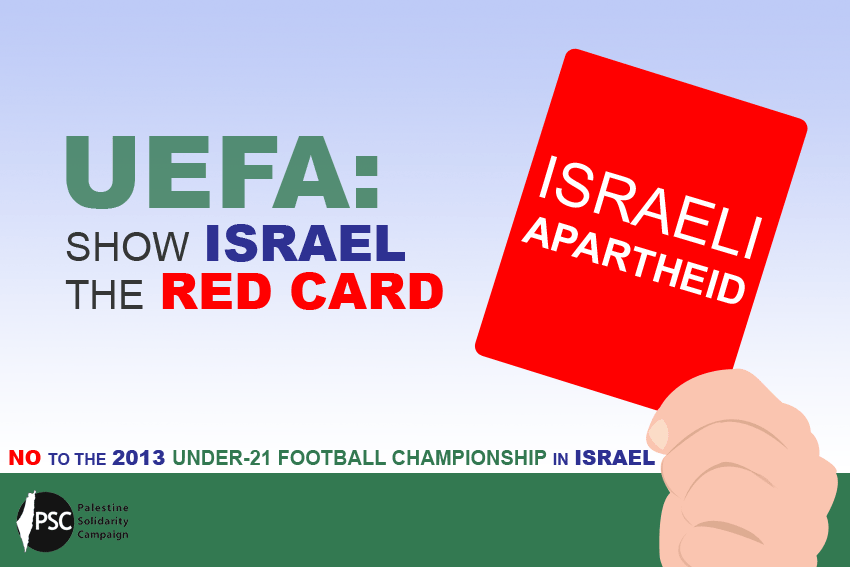 UEFA:
SHOW ISRAEL
THE RED CARD
ISRAELI
APARTHEID
NO TO THE 2013 UNDER-21 FOOTBALL CHAMPIONSHIP IN ISRAEL
PSC
Palestine
Solidarity
Campaign